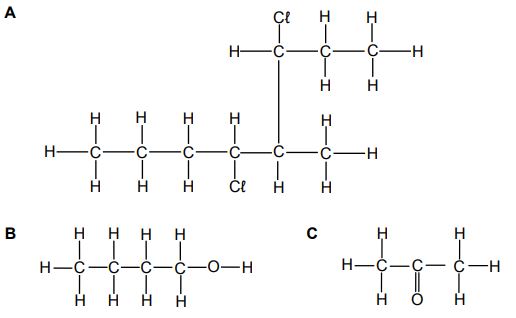 A
Cℓ H H
H C C C H
H H
H H H H H
H C C C C C C H
H H H Cℓ H H
B
H H H H
H C C C C O H
H H H H
C
H H
H C C C H
H O H